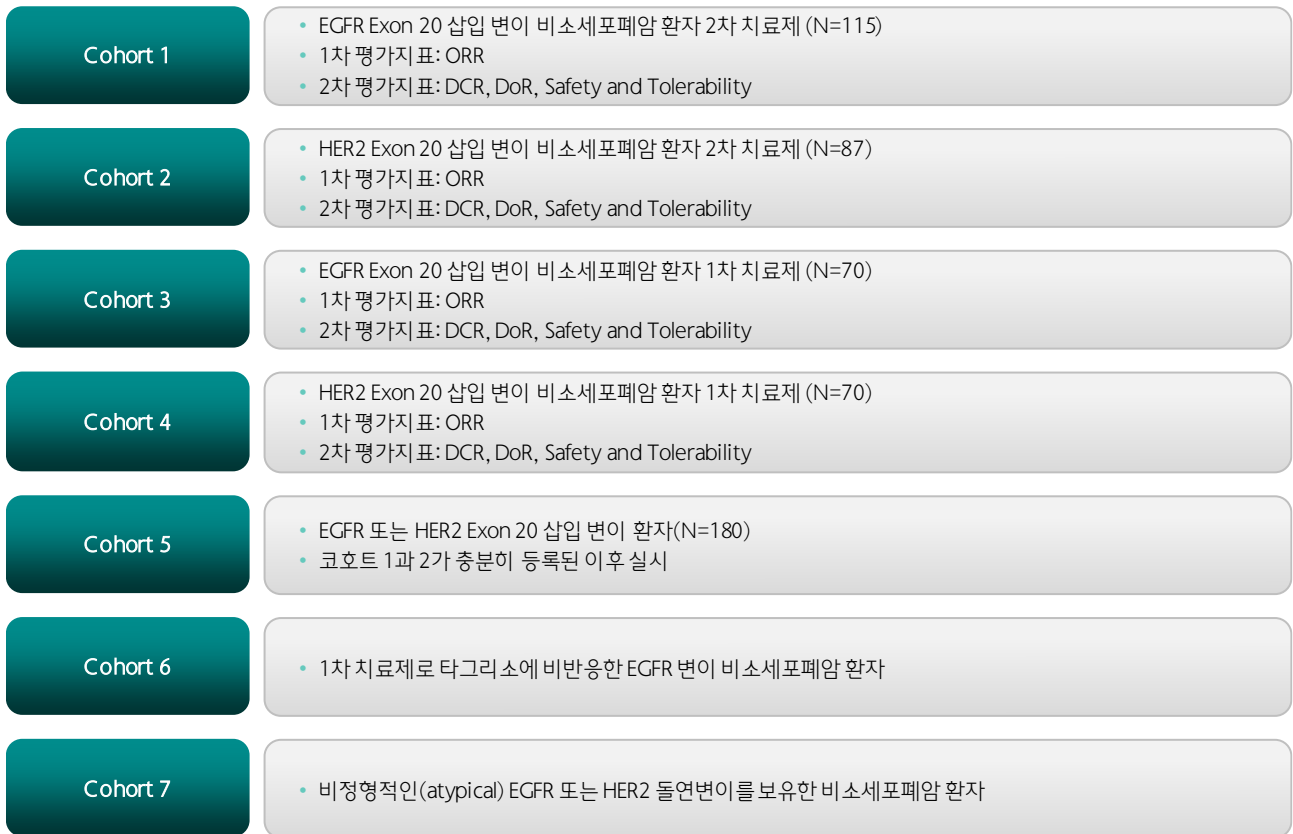 Cohort 1
• EGFR Exon 20 삽입 변이 비소세포폐암 환자 2차 치료제 (N=115)
• 1차 평가지표: ORR
• 2차 평가지표: DCR, DoR, Safety and Tolerability
Cohort 2
• HER2 Exon 20 삽입 변이 비소세포폐암 환자 2차 치료제 (N=87)
• 1차 평가지표: ORR
• 2차 평가지표: DCR, DoR, Safety and Tolerability
Cohort 3
• EGFR Exon 20 삽입 변이 비소세포폐암 환자 1차 치료제 (N=70)
• 1차 평가지표: ORR
• 2차 평가지표: DCR, DoR, Safety and Tolerability
Cohort 4
• HER2 Exon 20 삽입 변이 비소세포폐암 환자 1차 치료제 (N=70)
• 1차 평가지표: ORR
• 2차 평가지표: DCR, DoR, Safety and Tolerability
Cohort 5
• EGFR 또는 HER2 Exon 20 삽입 변이 환자(N=180)
• 코호트 1과 2가 충분히 등록된 이후 실시
Cohort 6
• 1차 치료제로 타그리소에 비반응한 EGFR 변이 비소세포폐암 환자
Cohort 7
• 비정형적인(atypical) EGFR 또는 HER2 돌연변이를 보유한 비소세포폐암 환자